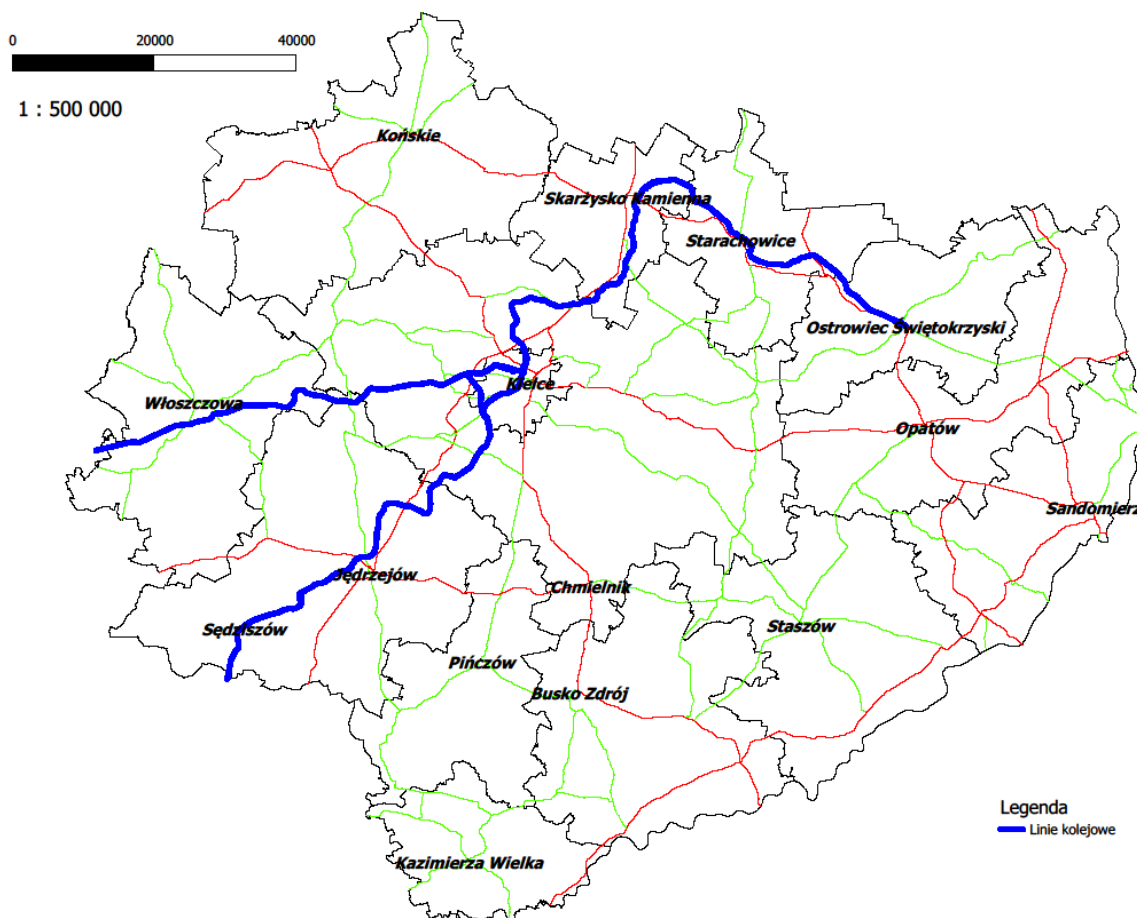 0 20000 40000
1 : 500 000
Końskie
Skarżysko Kamienna
Starachowice
Ostrowiec Świętokrzyski
Kielce
Włoszczowa
Opatów
Sandomierz
Jędrzejów
Chmielnik
Sędziszów
Staszów
Pińczów
Busko Zdrój
Legenda
Linie kolejowe
Kazimierza Wielka